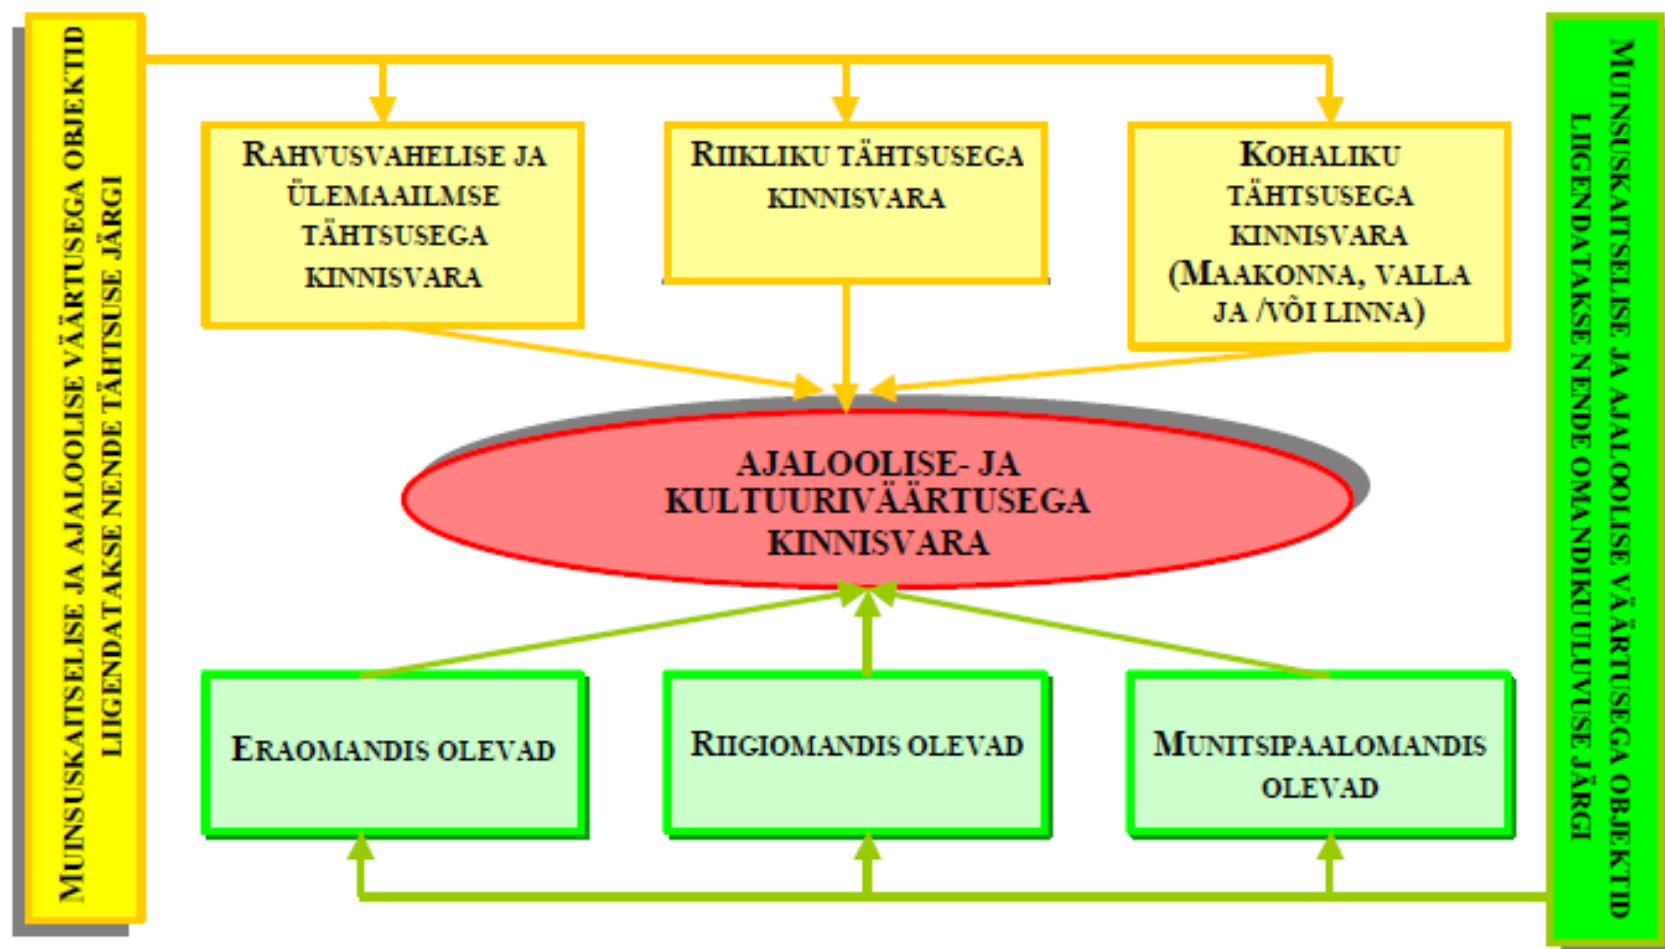 MUINSUSKAITSELISE JA AJALOOLISE VÄÄRTUSEGA OBJEKTID
LIIGENDATAKSE NENDE TÄHTSUSE JÄRGI
RAHVUSVAHELISE JA
ÜLEMAAILMSE
TÄHTSUSEGA
KINNISVARA
RIIKLIKU TÄHTSUSEGA
KINNISVARA
KOHALIKU
TÄHTSUSEGA
KINNISVARA
(MAAKONNA, VALLA
JA /VÕI LINNA)
AJALOOLISE- JA
KULTUURIVÄÄRTUSEGA
KINNISVARA
ERAOMANDIS OLEVAD
RIIGIOMANDIS OLEVAD
MUNITSIPAALOMANDIS
OLEVAD
MUINSUSKAITSELISE JA AJALOOLISE VÄÄRTUSEGA OBJEKTID
LIIGENDATAKSE NENDE OMANDIKUULUVUSE JÄRGI